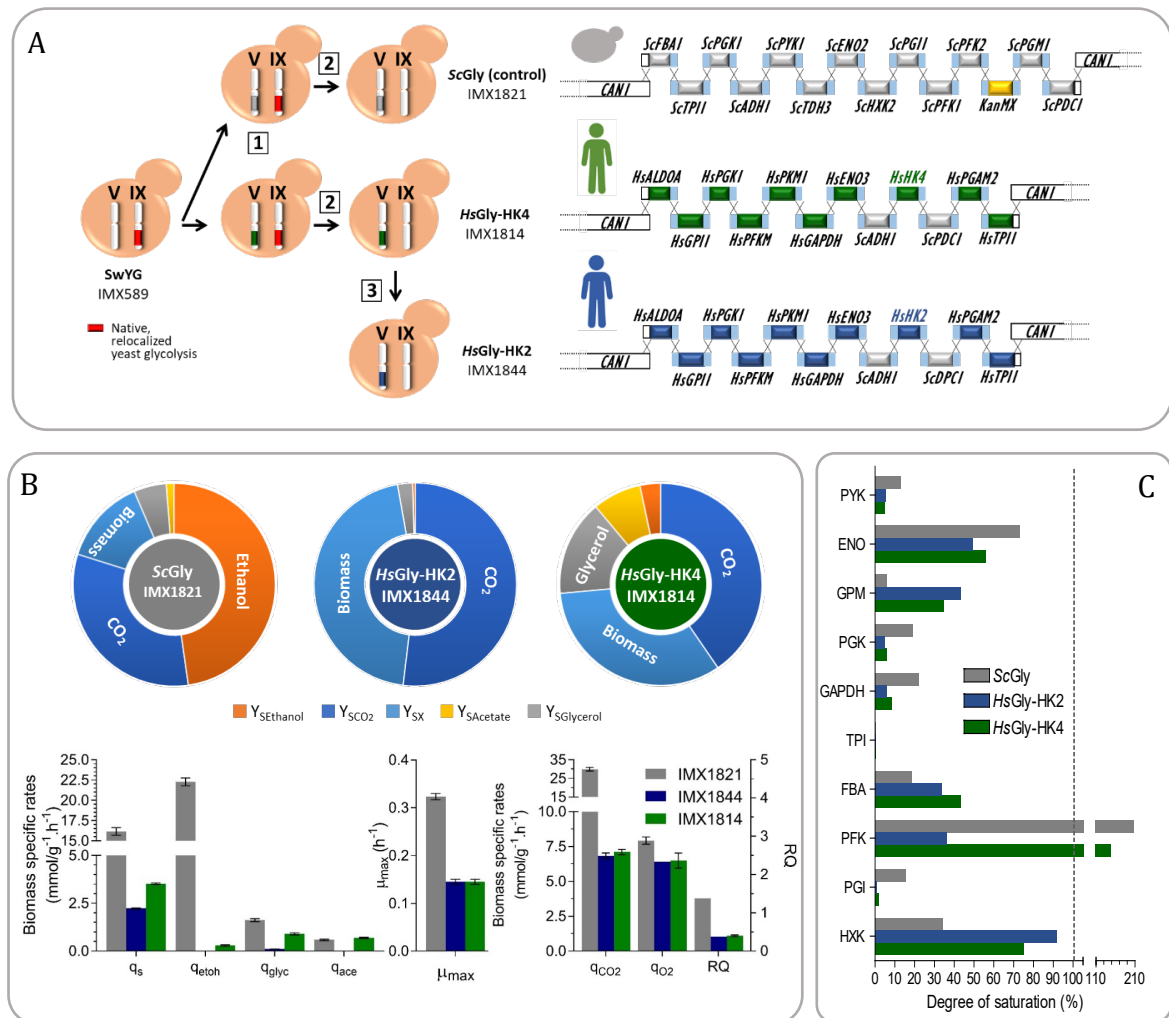 A
V IX
2
V IX
ScGly (control)
IMX1821
1
V IX
V IX
2
V IX
HsGly-HK4
IMX1814
SwYG
IMX589
3
Native,
relocalized
yeast glycolysis
V IX
HsGly-HK2
IMX1844
ScFBA1 ScPGK1 ScPYK1 ScENO2 ScPGI1 ScPFK2 ScPGM1
CAN1 CAN1
ScTPI1 ScADH1 ScTDH3 ScHXK2 ScPFK1 KanMX ScPDC1
HsALDOA HsPGK1 HsPKM1 HsENO3 HsHK4 HsPGAM2
CAN1 CAN1
HsGPI1 HsPFKM HsGAPDH ScADH1 ScPDC1 HsTPI1
HsALDOA HsPGK1 HsPKM1 HsENO3 HsHK2 HsPGAM2
CAN1 CAN1
HsGPI1 HsPFKM HsGAPDH ScADH1 ScDPC1 HsTPI1
B
Biomass
Ethanol
CO2
ScGly
IMX1821
Biomass
CO2
HsGly-HK2
IMX1844
Glycerol
CO2
Biomass
HsGly-HK4
IMX1814
YSEthanol YSCO2 YSX YSAcetate YSGlycerol
Biomass specific rates
(mmol/g-1.h-1)
25.0
22.5
20.0
17.5
15.0
5.0
2.5
0.0
qs qetoh qglyc qace
μmax (h-1)
0.4
0.3
0.2
0.1
0.0
μmax
Biomass specific rates
(mmol/g-1.h-1)
35
25
15
10.0
7.5
5.0
2.5
0.0
IMX1821
IMX1844
IMX1814
5
4
3
2
1
0
RQ
qCO2 qO2 RQ
C
PYK
ENO
GPM
PGK
GAPDH
TPI
FBA
PFK
PGI
HXK
ScGly
HsGly-HK2
HsGly-HK4
0 10 20 30 40 50 60 70 80 90 100 110 210
Degree of saturation (%)